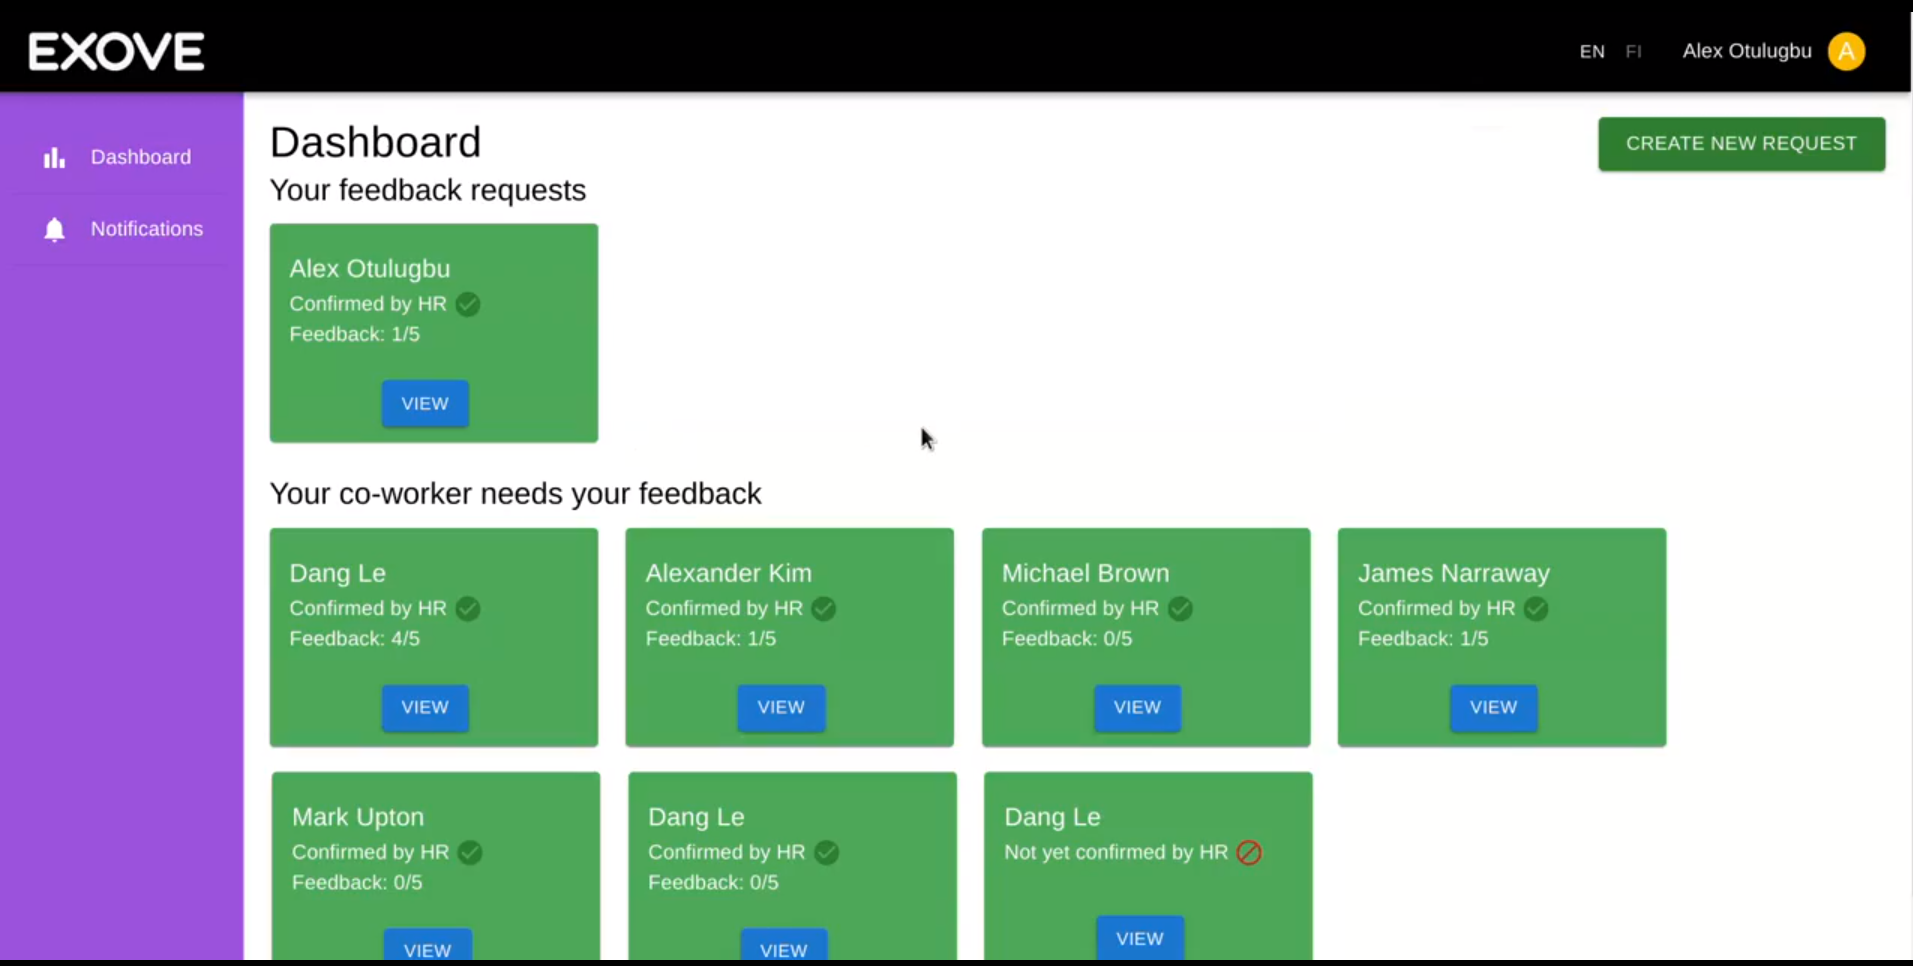 EXOVE
EN FI Alex Otulugbu A
Dashboard
Notifications
Dashboard
CREATE NEW REQUEST
Your feedback requests
Alex Otulugbu
Confirmed by HR
Feedback: 1/5
VIEW
Your co-worker needs your feedback
Dang Le
Confirmed by HR
Feedback: 4/5
VIEW
Alexander Kim
Confirmed by HR
Feedback: 1/5
VIEW
Michael Brown
Confirmed by HR
Feedback: 0/5
VIEW
James Narraway
Confirmed by HR
Feedback: 1/5
VIEW
Mark Upton
Confirmed by HR
Feedback: 0/5
VIEW
Dang Le
Confirmed by HR
Feedback: 0/5
VIEW
Dang Le
Not yet confirmed by HR
VIEW